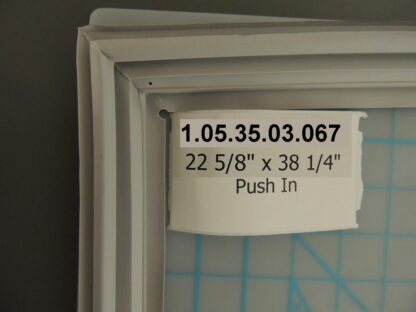 1.05.35.03.067
22 5/8" x 38 1/4"
Push In